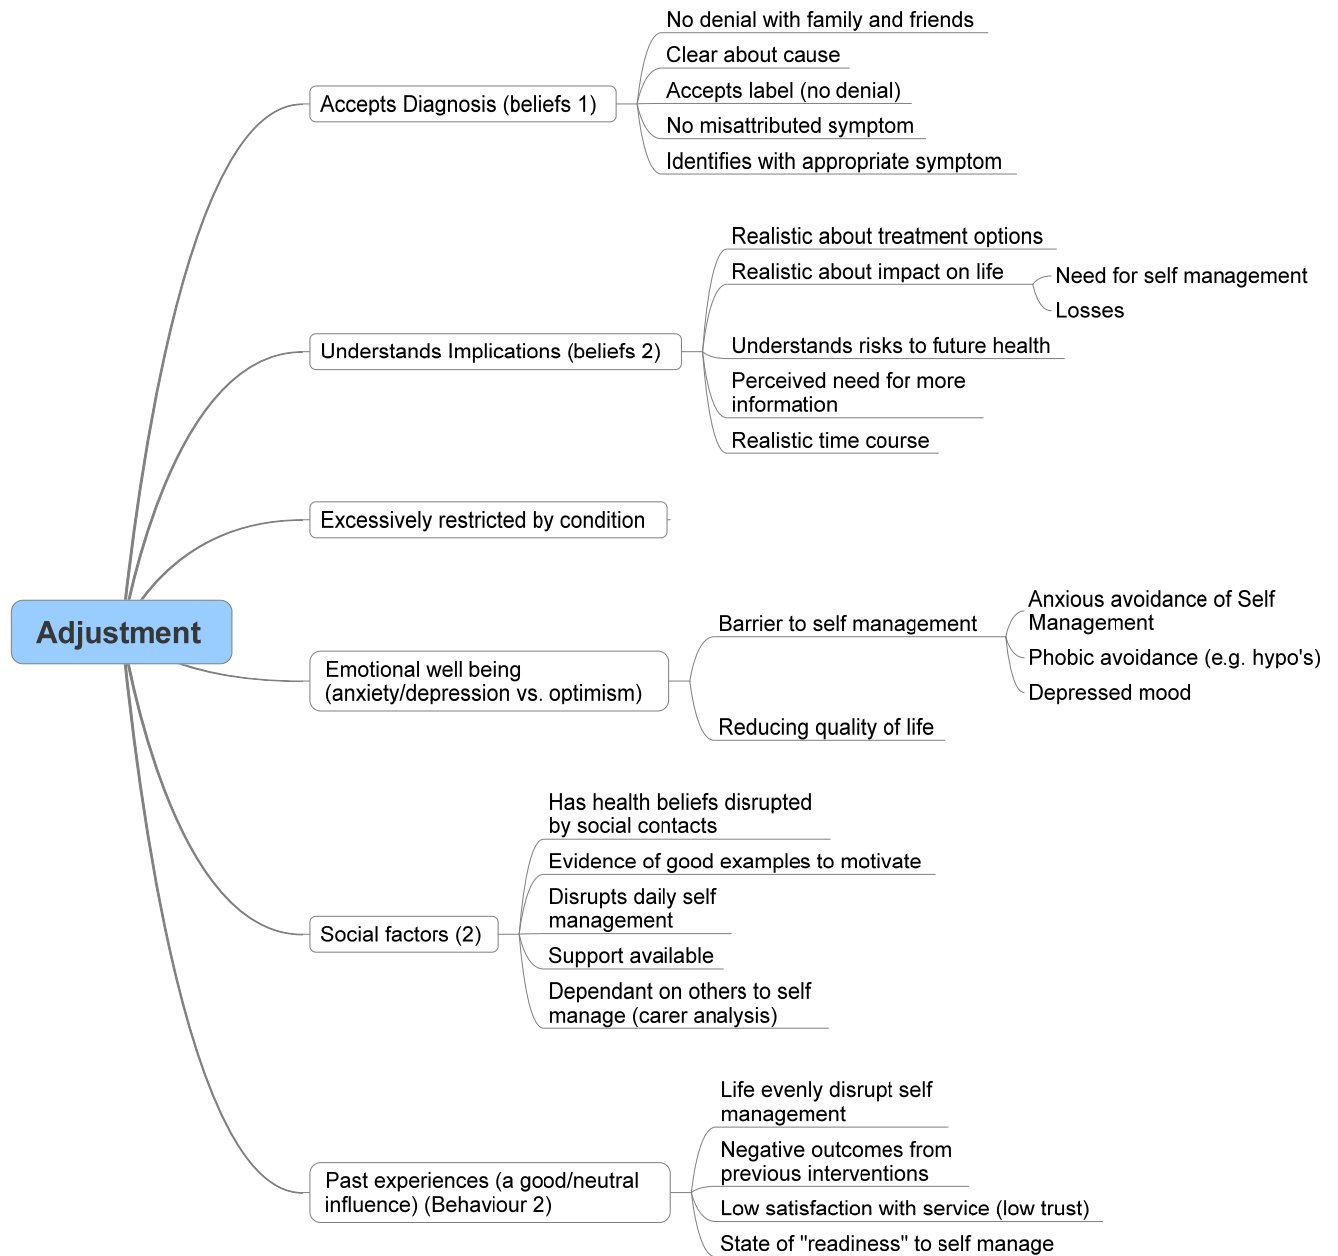 No denial with family and friends
Clear about cause
Accepts Diagnosis (beliefs 1)
Accepts label (no denial)
No misattributed symptom
Identifies with appropriate symptom
Realistic about treatment options
Realistic about impact on life
Need for self management
Losses
Understands Implications (beliefs 2)
Understands risks to future health
Perceived need for more
information
Realistic time course
Excessively restricted by condition
Adjustment
Emotional well being
(anxiety/depression vs. optimism)
Barrier to self management
Anxious avoidance of Self
Management
Phobic avoidance (e.g. hypo's)
Depressed mood
Reducing quality of life
Social factors (2)
Has health beliefs disrupted
by social contacts
Evidence of good examples to motivate
Disrupts daily self
management
Support available
Dependant on others to self
manage (carer analysis)
Past experiences (a good/neutral
influence) (Behaviour 2)
Life evenly disrupt self
management
Negative outcomes from
previous interventions
Low satisfaction with service (low trust)
State of "readiness" to self manage